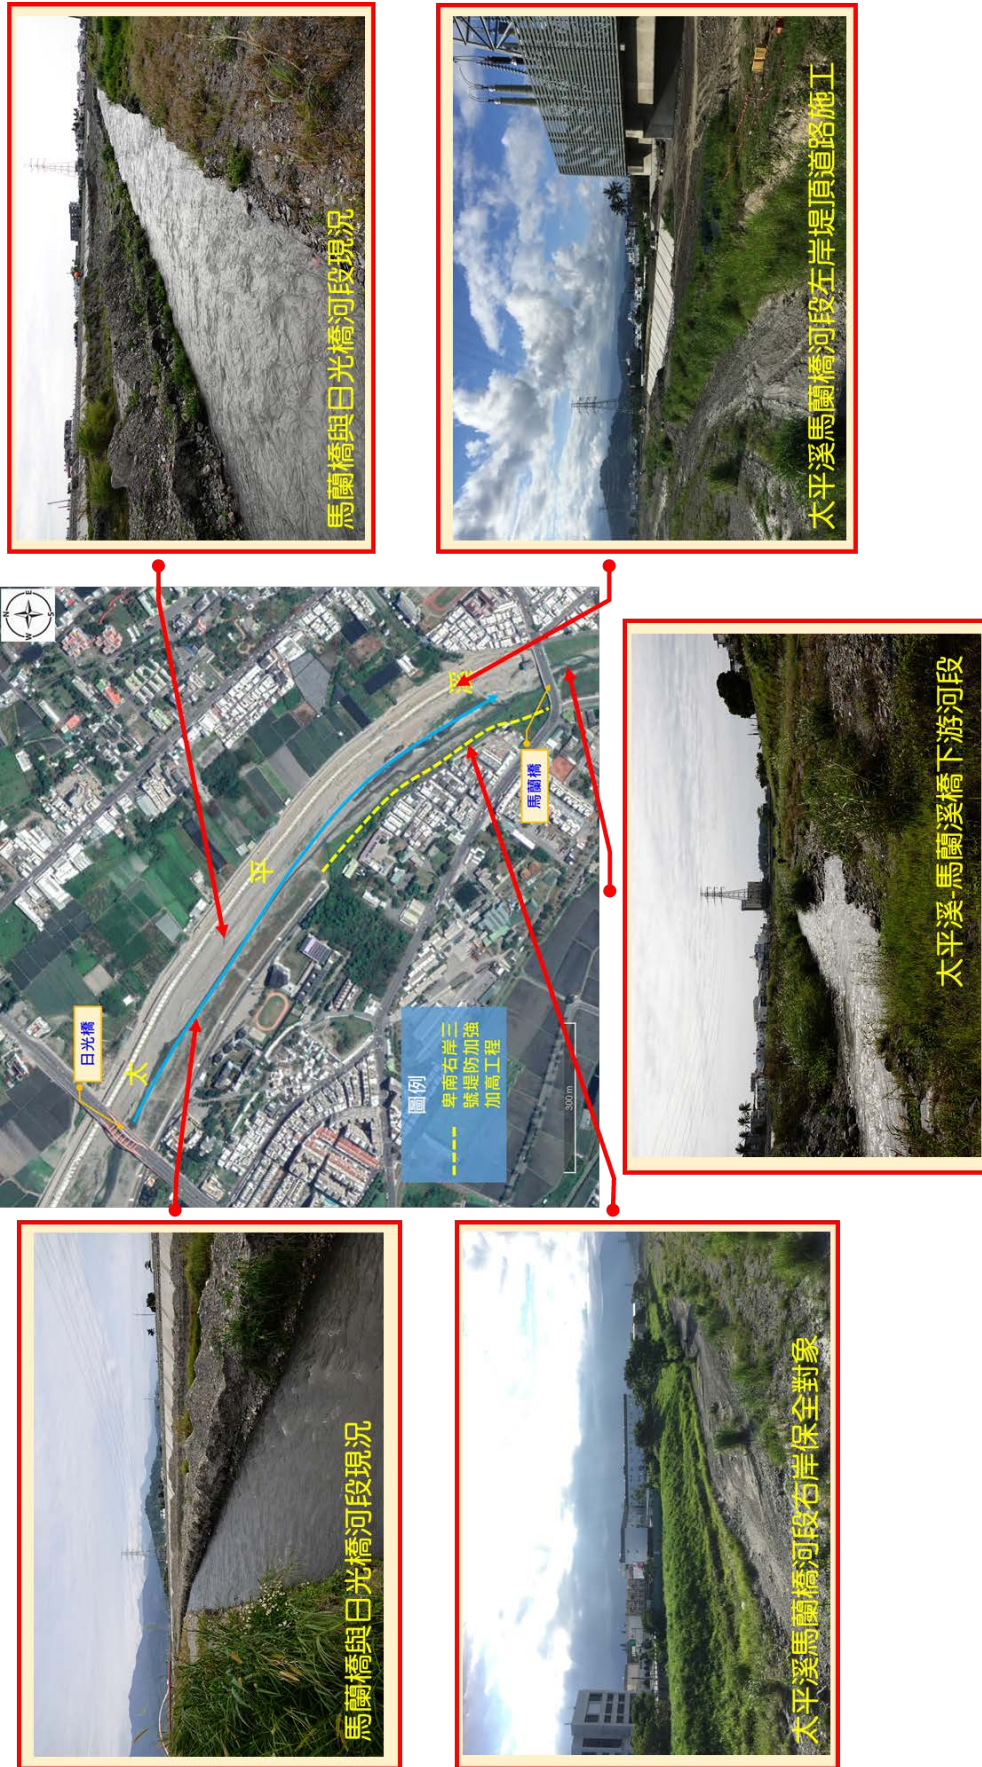 馬蘭橋與日光橋河段現況
馬蘭橋與日光橋河段現況
N
E
S
W
日光橋
太
平
溪
馬蘭橋
圖例
卑南右岸三
號堤防加強
加高工程
300 m
太平溪馬蘭橋河段右岸保全對象
太平溪馬蘭橋河段左岸堤頂道路施工
太平溪-馬蘭溪橋下游河段